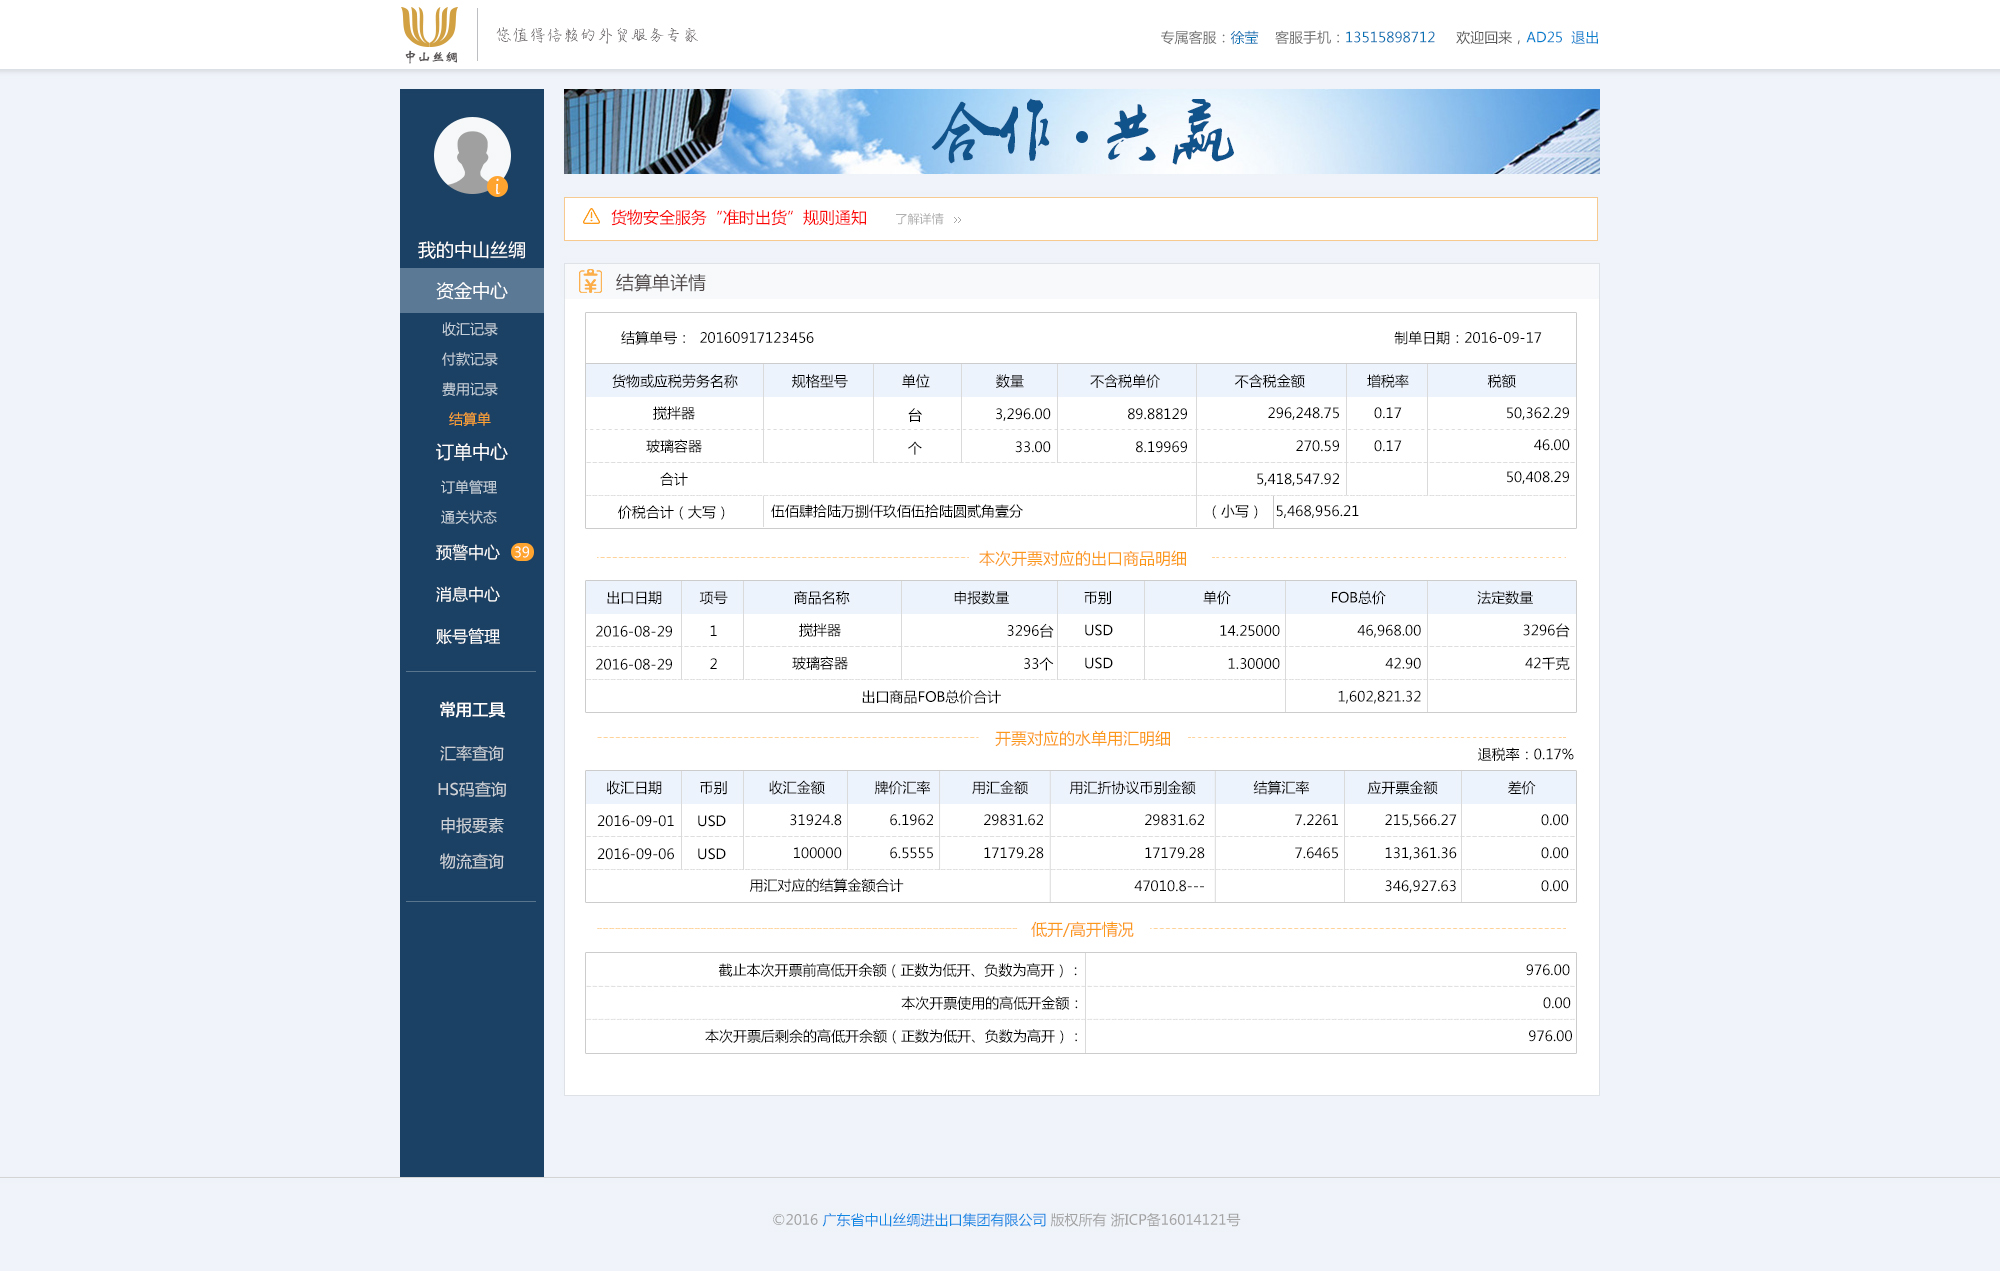 中山丝绸
您值得信赖的外贸服务专家
专属客服：徐莹 客服手机：13515898712 欢迎回来，AD25 退出
合作·共赢
i
我的中山丝绸
资金中心
收汇记录
付款记录
费用记录
结算单
订单中心
订单管理
通关状态
预警中心 39
消息中心
账号管理
常用工具
汇率查询
HS码查询
申报要素
物流查询
货物安全服务“准时出货”规则通知 了解详情 »
¥ 结算单详情
结算单号： 20160917123456 制单日期：2016-09-17
货物或应税劳务名称 规格型号 单位 数量 不含税单价 不含税金额 增税率 税额
搅拌器 台 3,296.00 89.88129 296,248.75 0.17 50,362.29
玻璃容器 个 33.00 8.19969 270.59 0.17 46.00
合计 5,418,547.92 50,408.29
价税合计（大写） 伍佰肆拾陆万捌仟玖佰伍拾陆圆贰角壹分 （小写） 5,468,956.21
本次开票对应的出口商品明细
出口日期 项号 商品名称 申报数量 币别 单价 FOB总价 法定数量
2016-08-29 1 搅拌器 3296台 USD 14.25000 46,968.00 3296台
2016-08-29 2 玻璃容器 33个 USD 1.30000 42.90 42千克
出口商品FOB总价合计 1,602,821.32
开票对应的水单用汇明细
退税率：0.17%
收汇日期 币别 收汇金额 牌价汇率 用汇金额 用汇折协议币别金额 结算汇率 应开票金额 差价
2016-09-01 USD 31924.8 6.1962 29831.62 29831.62 7.2261 215,566.27 0.00
2016-09-06 USD 100000 6.5555 17179.28 17179.28 7.6465 131,361.36 0.00
用汇对应的结算金额合计 47010.8--- 346,927.63 0.00
低开/高开情况
截止本次开票前高低开余额（正数为低开、负数为高开）： 976.00
本次开票使用的高低开金额： 0.00
本次开票后剩余的高低开余额（正数为低开、负数为高开）： 976.00
©2016 广东省中山丝绸进出口集团有限公司 版权所有 浙ICP备16014121号